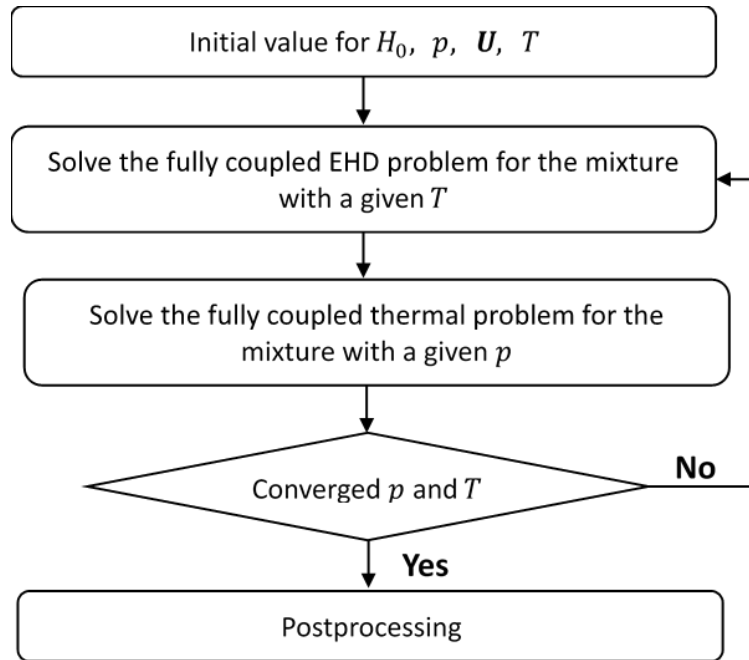 Initial value for H₀, p, U, T
Solve the fully coupled EHD problem for the mixture
with a given T
Solve the fully coupled thermal problem for the
mixture with a given p
Converged p and T
No
Yes
Postprocessing